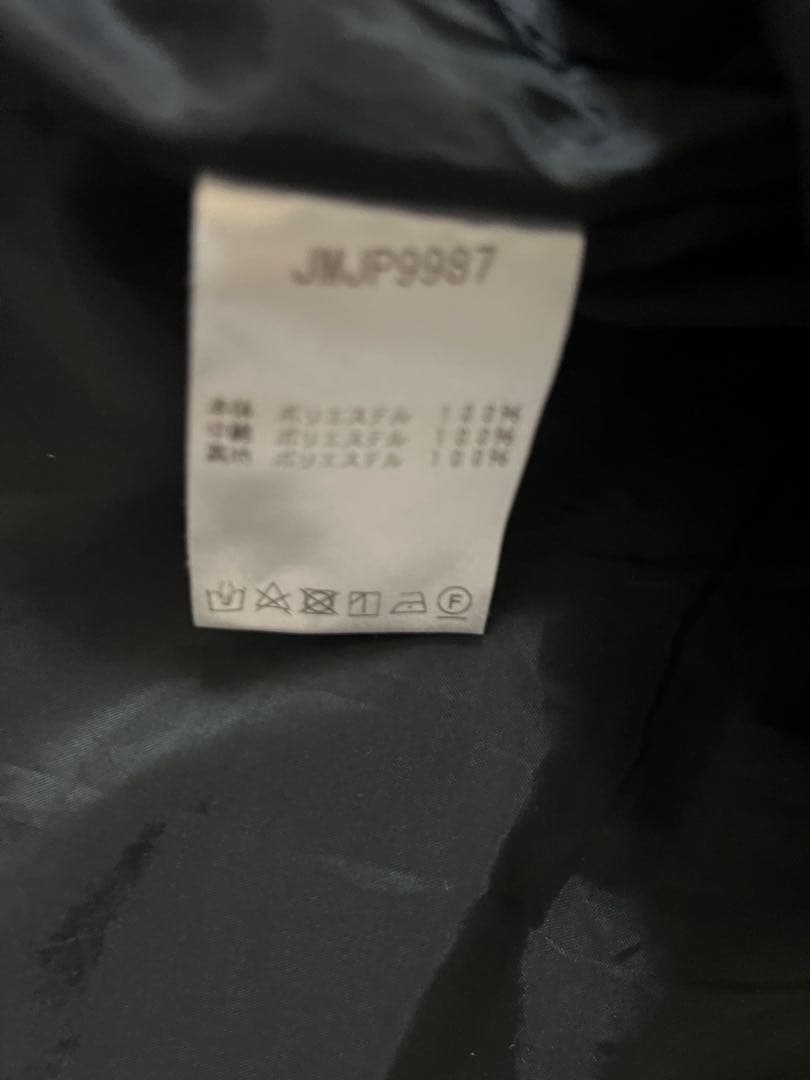 JMJP9987
本体 ポリエステル 100%
中綿 ポリエステル 100%
裏地 ポリエステル 100%
F